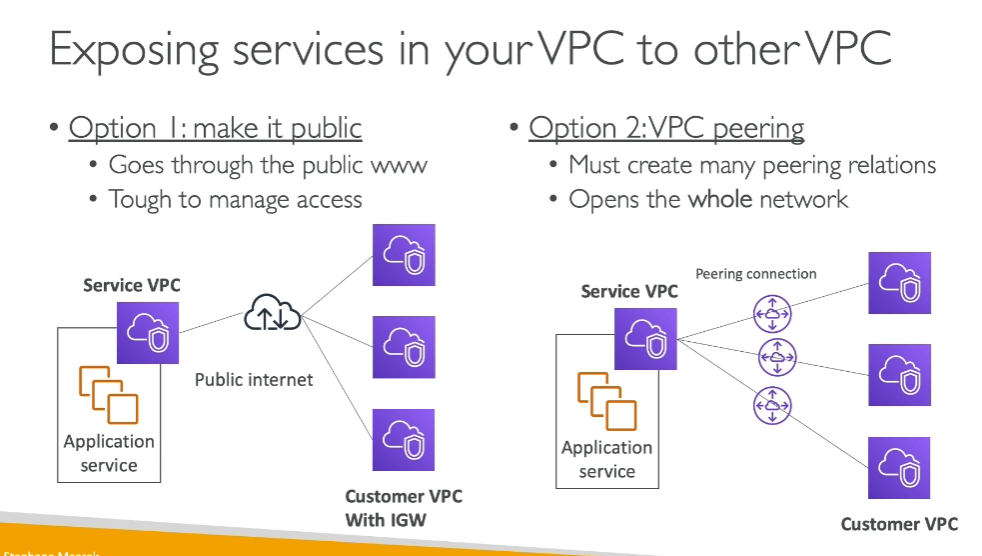 Exposing services in your VPC to other VPC
• Option 1: make it public
• Goes through the public www
• Tough to manage access
Service VPC
Public internet
Application
service
Customer VPC
With IGW
• Option 2: VPC peering
• Must create many peering relations
• Opens the whole network
Peering connection
Service VPC
Application
service
Customer VPC